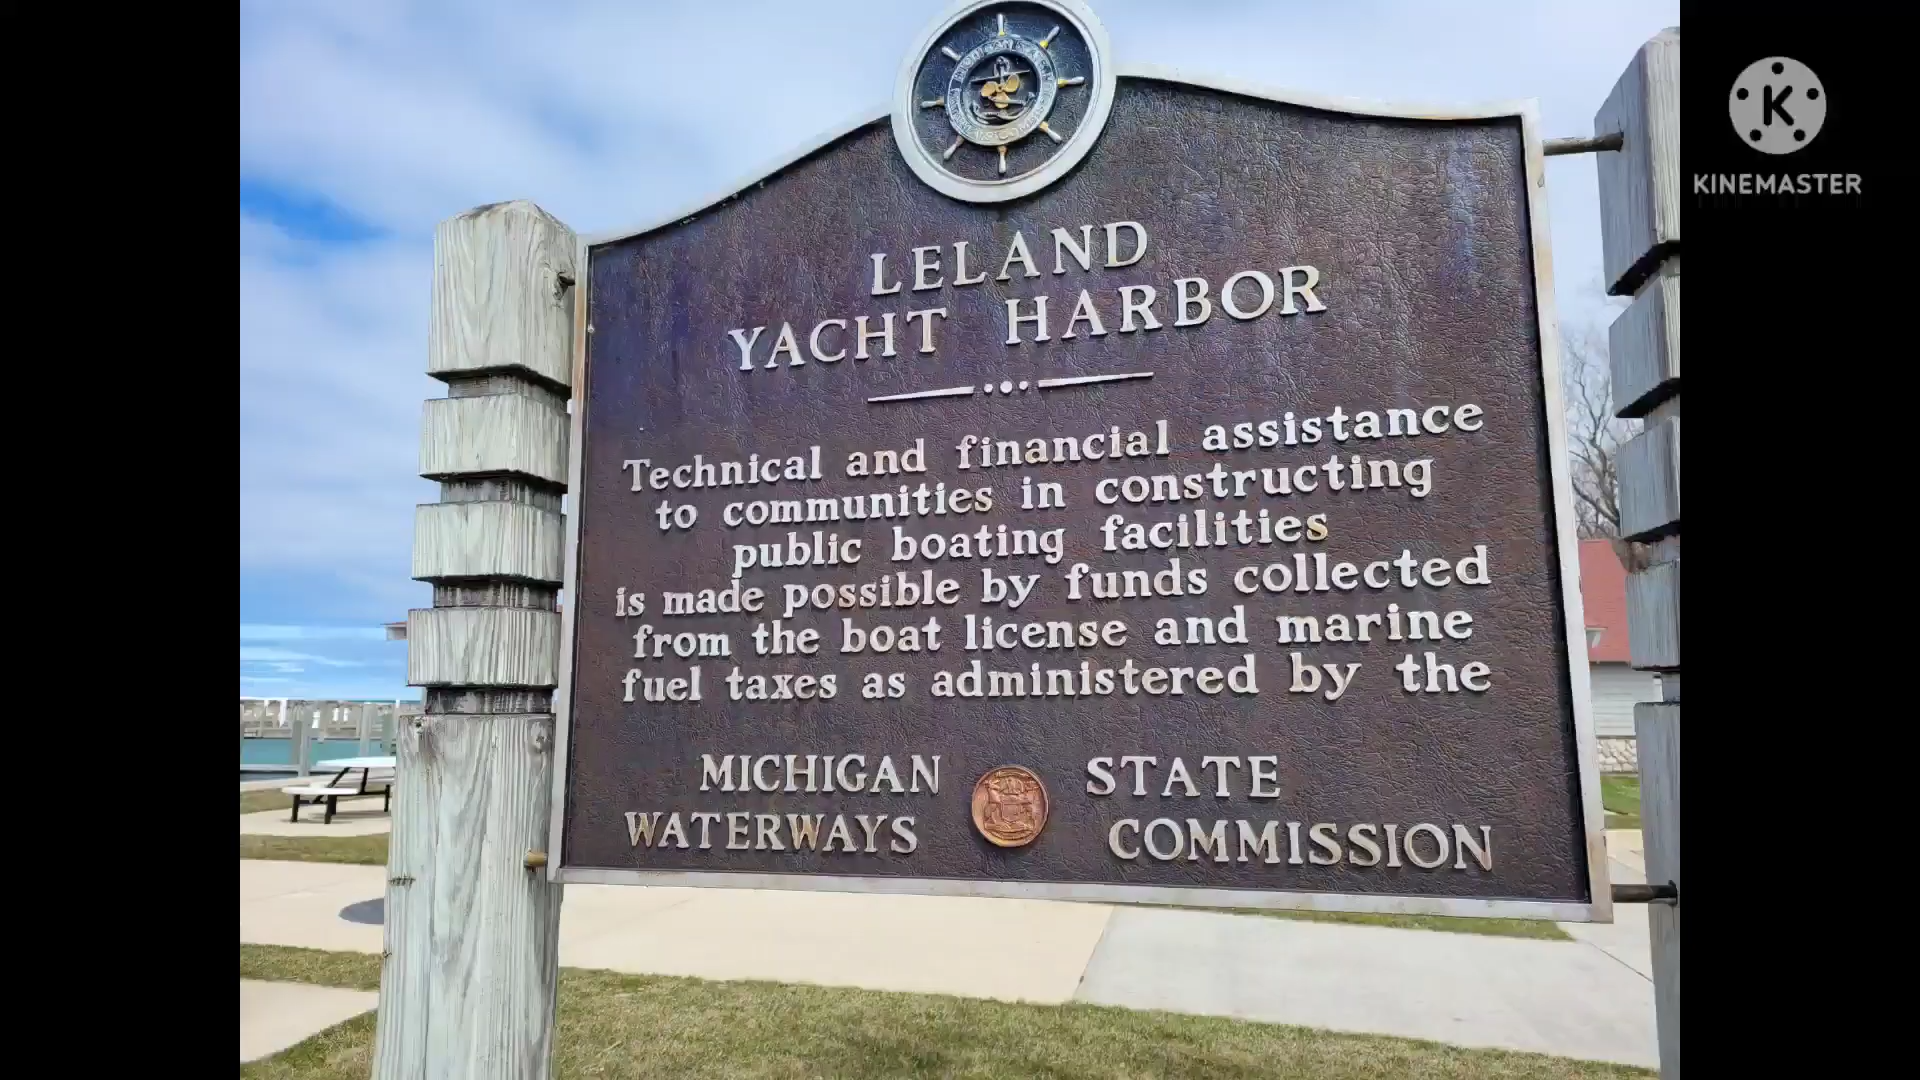 LELAND
YACHT HARBOR
Technical and financial assistance
to communities in constructing
public boating facilities
is made possible by funds collected
from the boat license and marine
fuel taxes as administered by the
MICHIGAN STATE
WATERWAYS COMMISSION
K
KINEMASTER